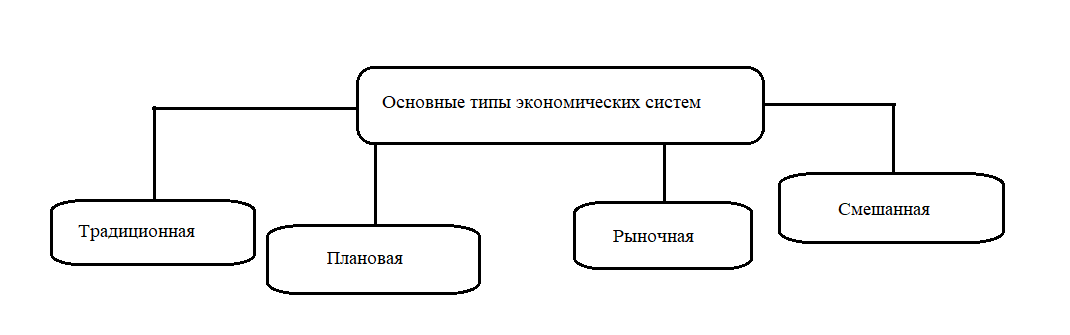 Основные типы экономических систем
Традиционная
Плановая
Рыночная
Смешанная